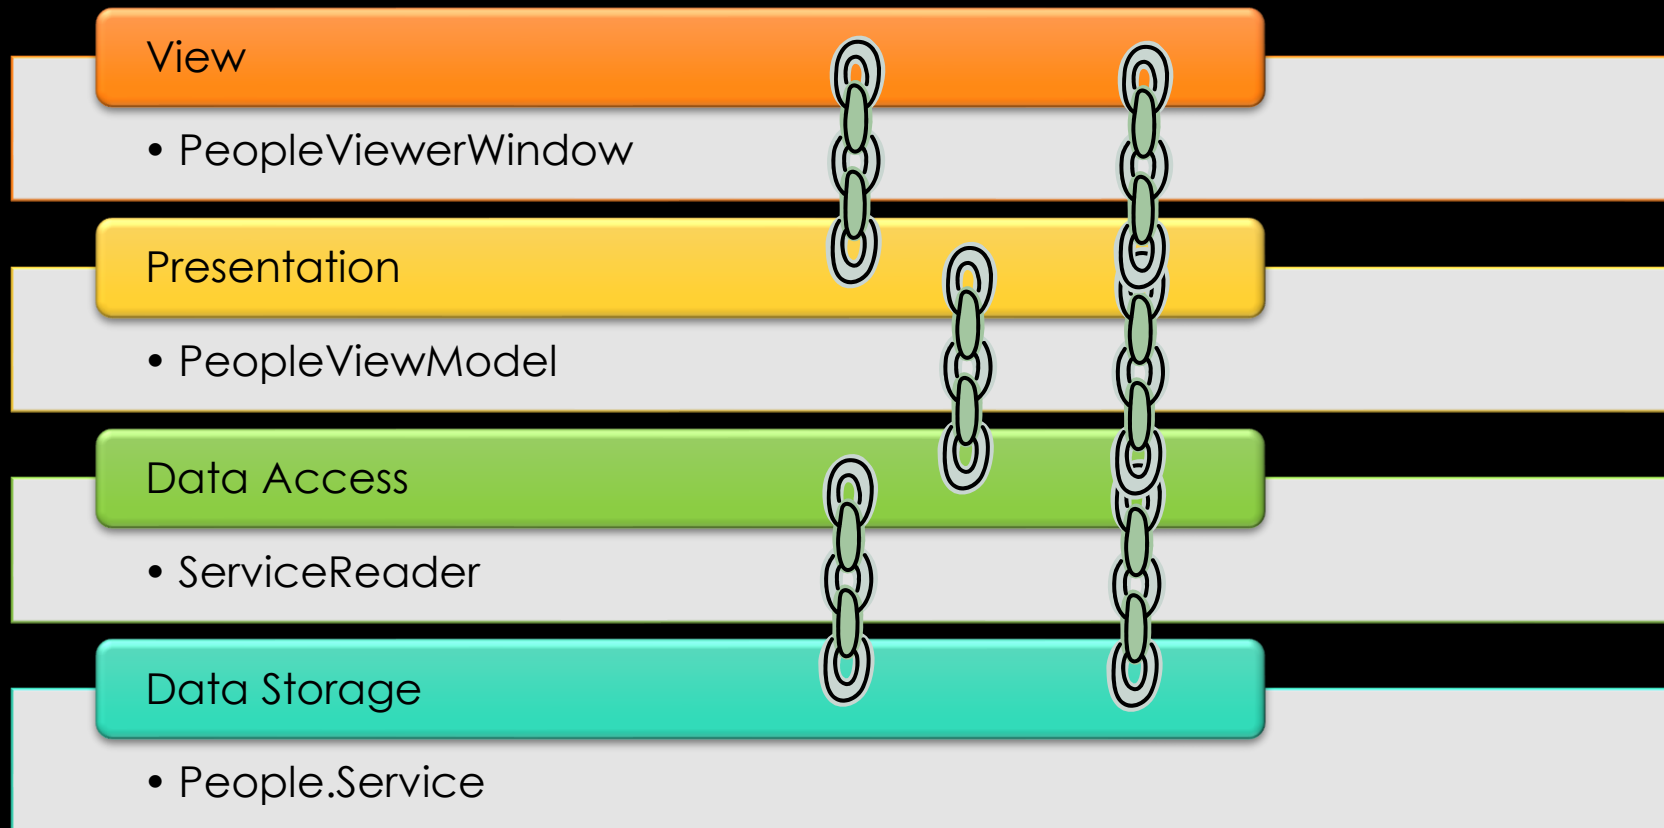 View
• PeopleViewerWindow
Presentation
• PeopleViewModel
Data Access
• ServiceReader
Data Storage
• People.Service